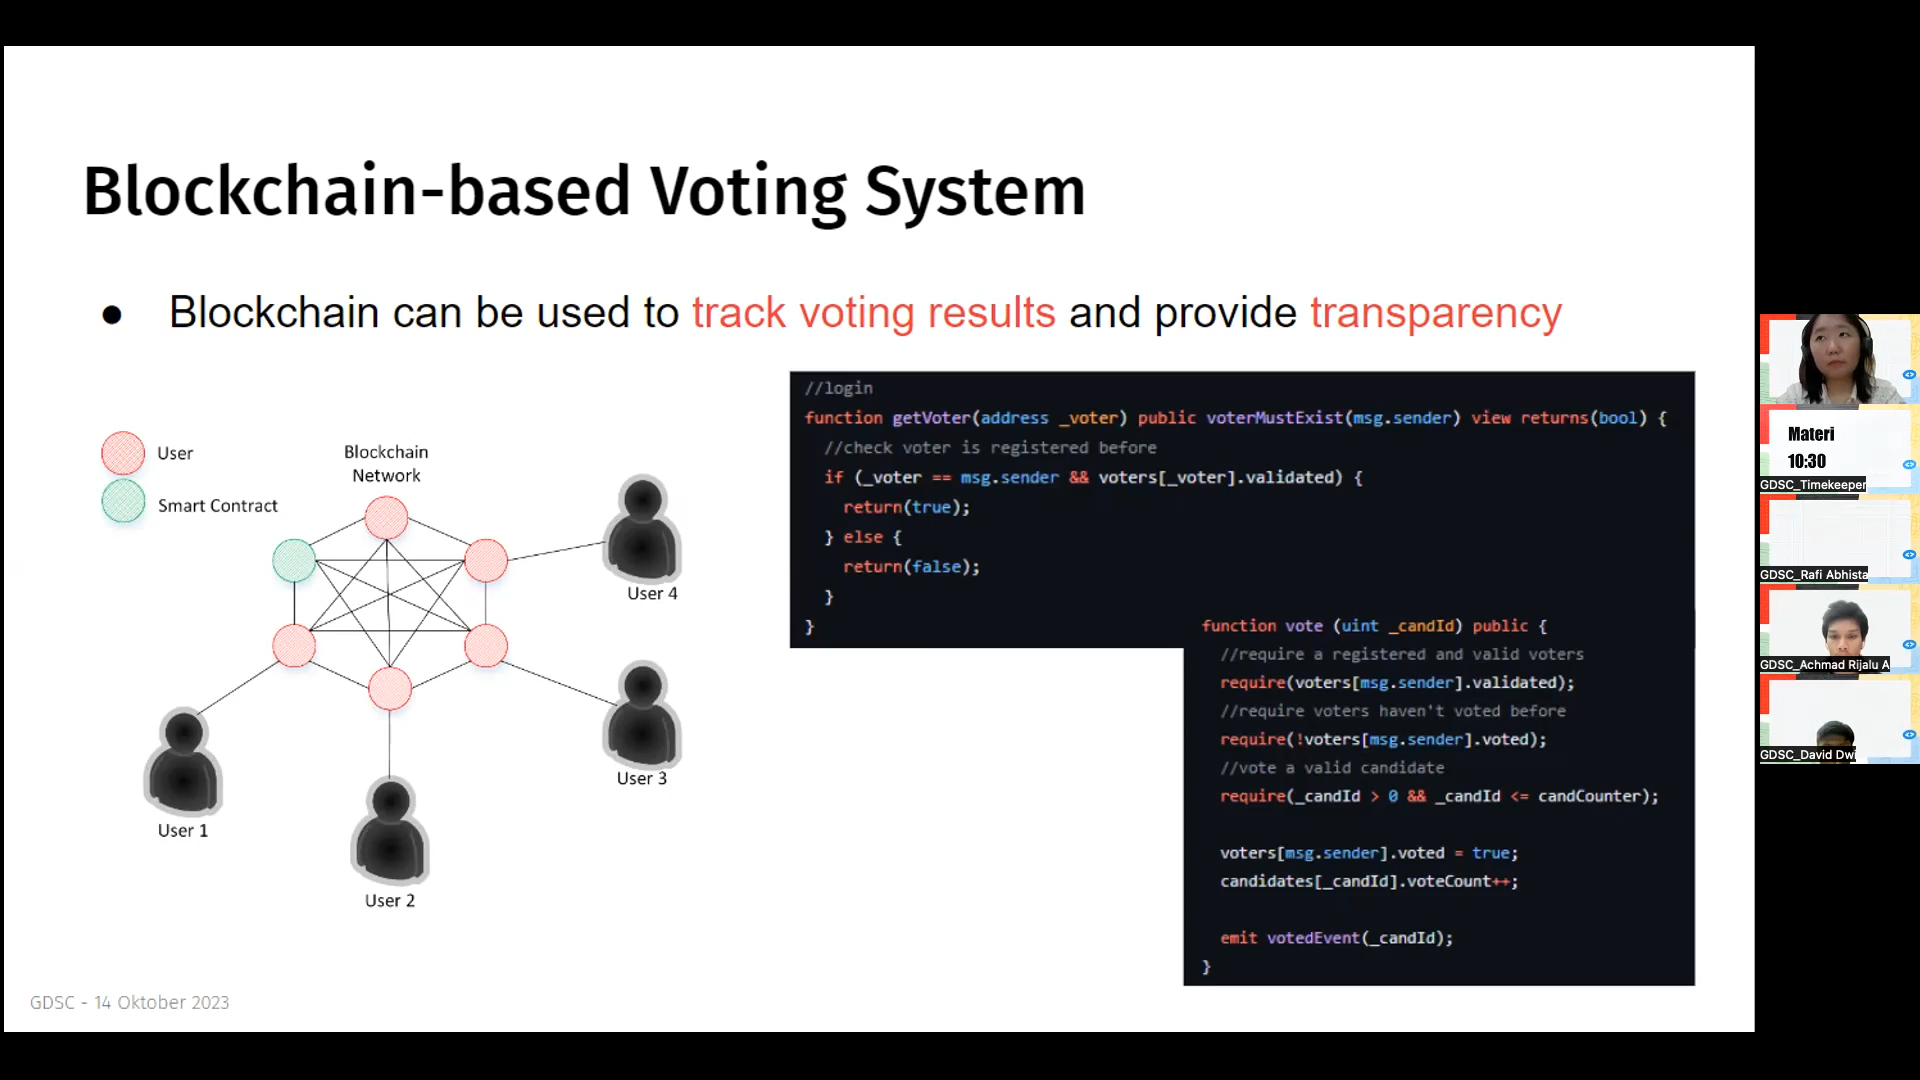 Blockchain-based Voting System
● Blockchain can be used to track voting results and provide transparency
User
Smart Contract
Blockchain
Network
User 4
User 3
User 1
User 2
//login
function getVoter(address _voter) public voterMustExist(msg.sender) view returns(bool) {
//check voter is registered before
if (_voter == msg.sender && voters[_voter].validated) {
return(true);
} else {
return(false);
}
}
function vote (uint _candId) public {
//require a registered and valid voters
require(voters[msg.sender].validated);
//require voters haven't voted before
require(!voters[msg.sender].voted);
//vote a valid candidate
require(_candId > 0 && _candId <= candCounter);
voters[msg.sender].voted = true;
candidates[_candId].voteCount++;
emit votedEvent(_candId);
}
GDSC - 14 Oktober 2023
Materi
10:30
GDSC_Timekeeper
GDSC_Rafi Abhista
GDSC_Achmad Rijalu A
GDSC_David Dwi